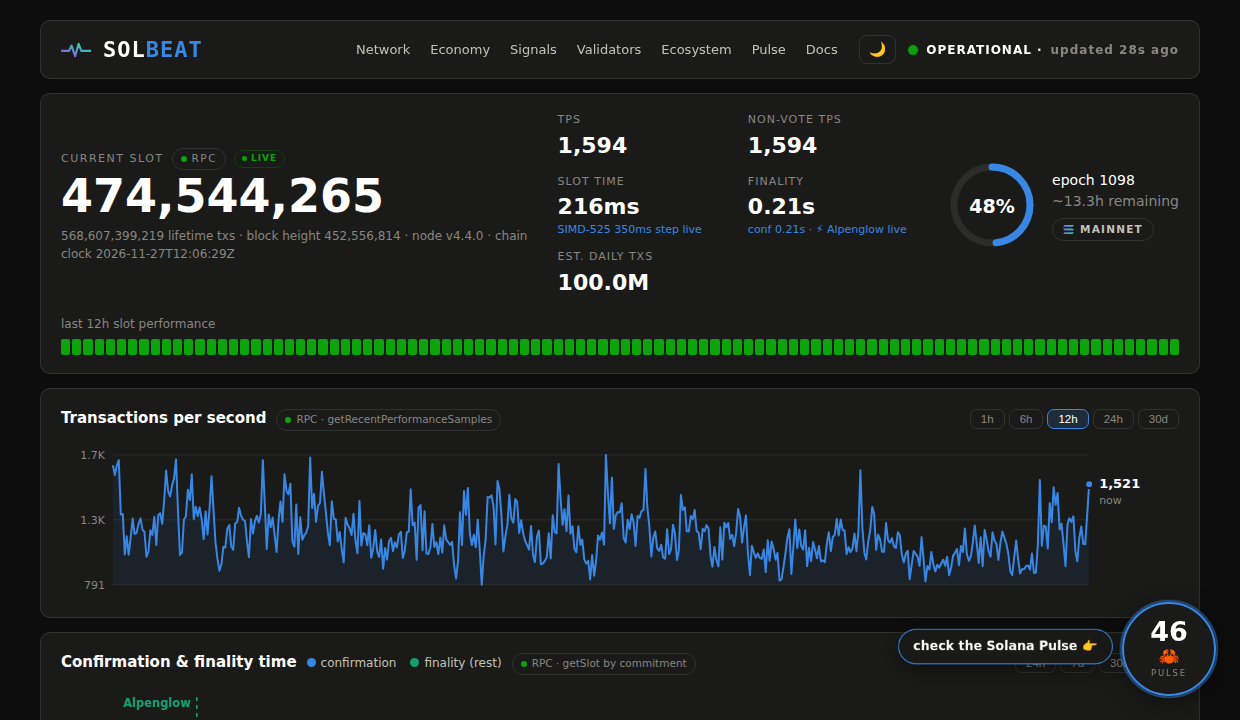 SOLBEAT
Network Economy Signals Validators Ecosystem Pulse Docs 🌙 OPERATIONAL · updated 28s ago
CURRENT SLOT RPC LIVE
474,544,265
568,607,399,219 lifetime txs · block height 452,556,814 · node v4.4.0 · chain
clock 2026-11-27T12:06:29Z
TPS
1,594
NON-VOTE TPS
1,594
SLOT TIME
216ms
SIMD-525 350ms step live
FINALITY
0.21s
conf 0.21s · ⚡ Alpenglow live
EST. DAILY TXS
100.0M
48%
epoch 1098
~13.3h remaining
MAINNET
last 12h slot performance
Transactions per second RPC · getRecentPerformanceSamples
1h 6h 12h 24h 30d
1.7K
1.3K
791
1,521
now
Confirmation & finality time confirmation finality (rest) RPC · getSlot by commitment
24h 7d
Alpenglow
check the Solana Pulse 👉
46
🦀
PULSE